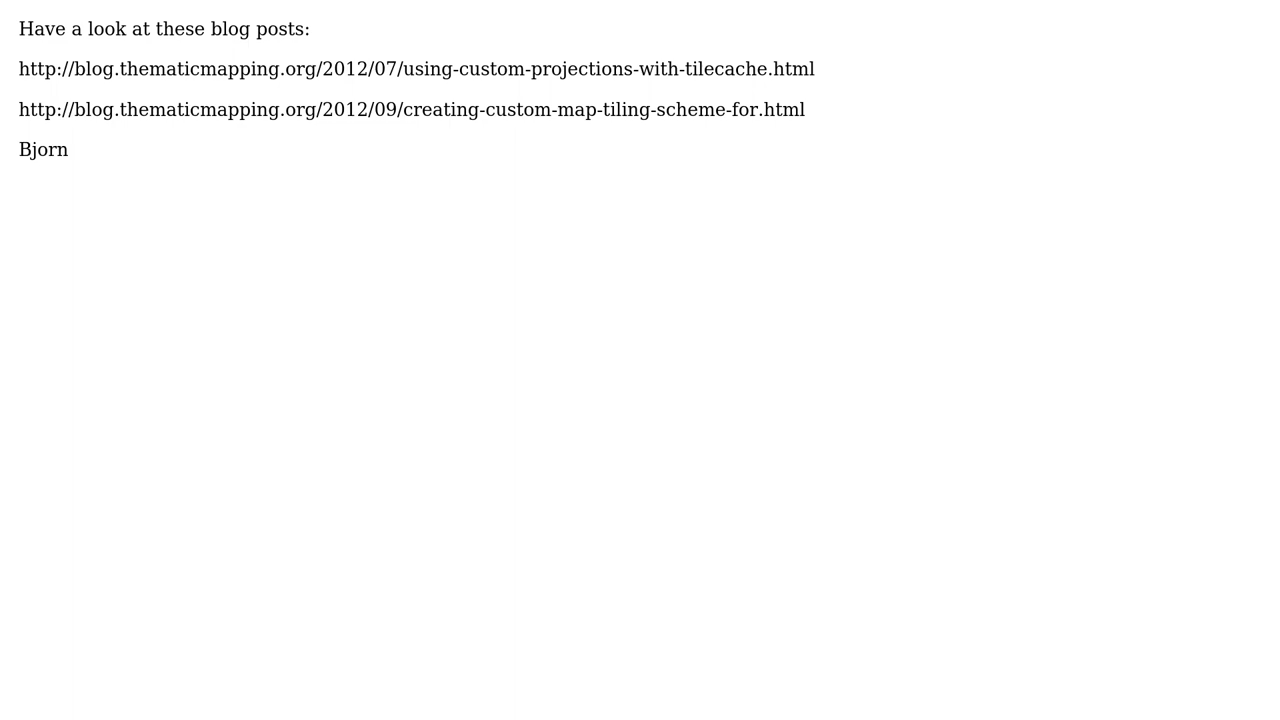 Have a look at these blog posts:
http://blog.thematicmapping.org/2012/07/using-custom-projections-with-tilecache.html
http://blog.thematicmapping.org/2012/09/creating-custom-map-tiling-scheme-for.html
Bjorn